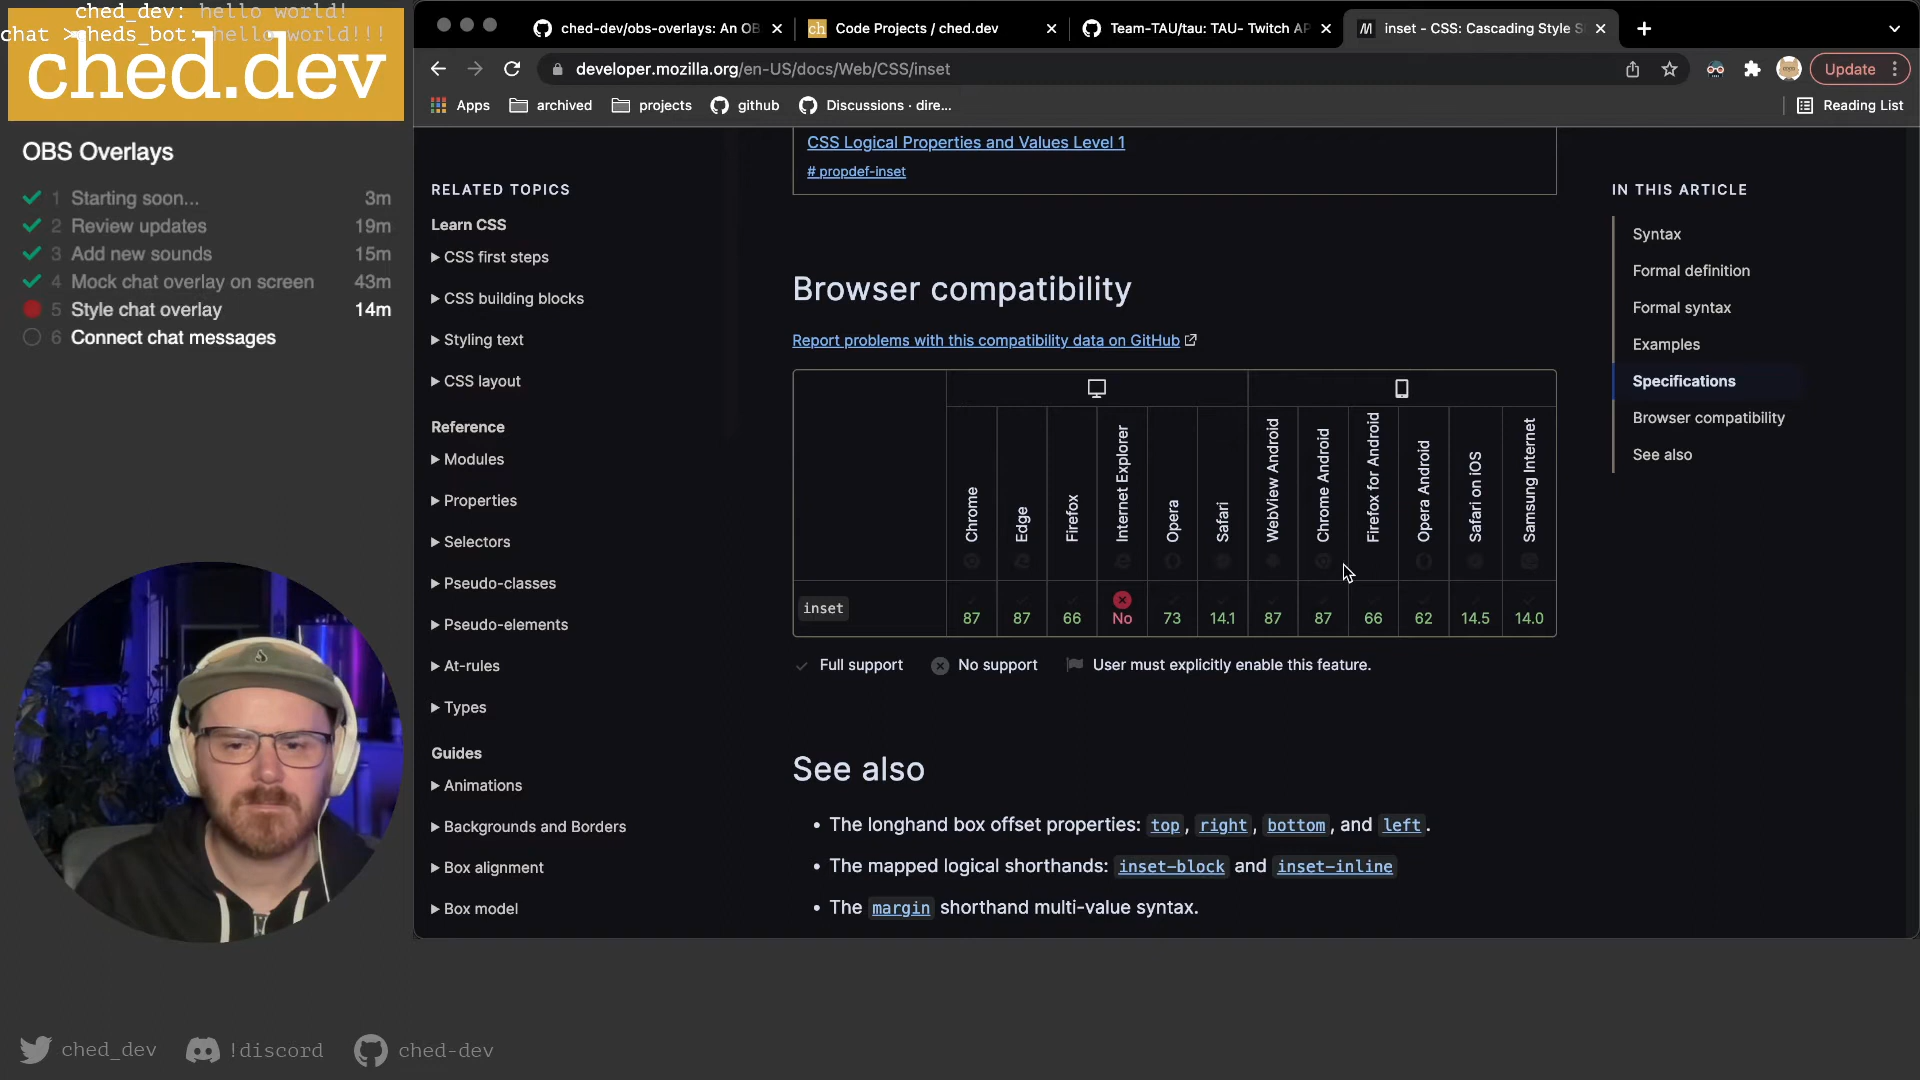 ched_dev: hello world!
chat >cheds_bot: hello world!!!
ched.dev
OBS Overlays
1 Starting soon... 3m
2 Review updates 19m
3 Add new sounds 15m
4 Mock chat overlay on screen 43m
5 Style chat overlay 14m
6 Connect chat messages
ched_dev !discord ched-dev
ched-dev/obs-overlays: An OB
ch Code Projects / ched.dev
Team-TAU/tau: TAU- Twitch AP
inset - CSS: Cascading Style S
developer.mozilla.org/en-US/docs/Web/CSS/inset
Update
Apps archived projects github Discussions · dire...
Reading List
RELATED TOPICS
Learn CSS
CSS first steps
CSS building blocks
Styling text
CSS layout
Reference
Modules
Properties
Selectors
Pseudo-classes
Pseudo-elements
At-rules
Types
Guides
Animations
Backgrounds and Borders
Box alignment
Box model
CSS Logical Properties and Values Level 1
# propdef-inset
Browser compatibility
Report problems with this compatibility data on GitHub
Chrome Edge Firefox Internet Explorer Opera Safari WebView Android Chrome Android Firefox for Android Opera Android Safari on iOS Samsung Internet
inset 87 87 66 No 73 14.1 87 87 66 62 14.5 14.0
Full support No support User must explicitly enable this feature.
See also
• The longhand box offset properties: top, right, bottom, and left.
• The mapped logical shorthands: inset-block and inset-inline
• The margin shorthand multi-value syntax.
IN THIS ARTICLE
Syntax
Formal definition
Formal syntax
Examples
Specifications
Browser compatibility
See also